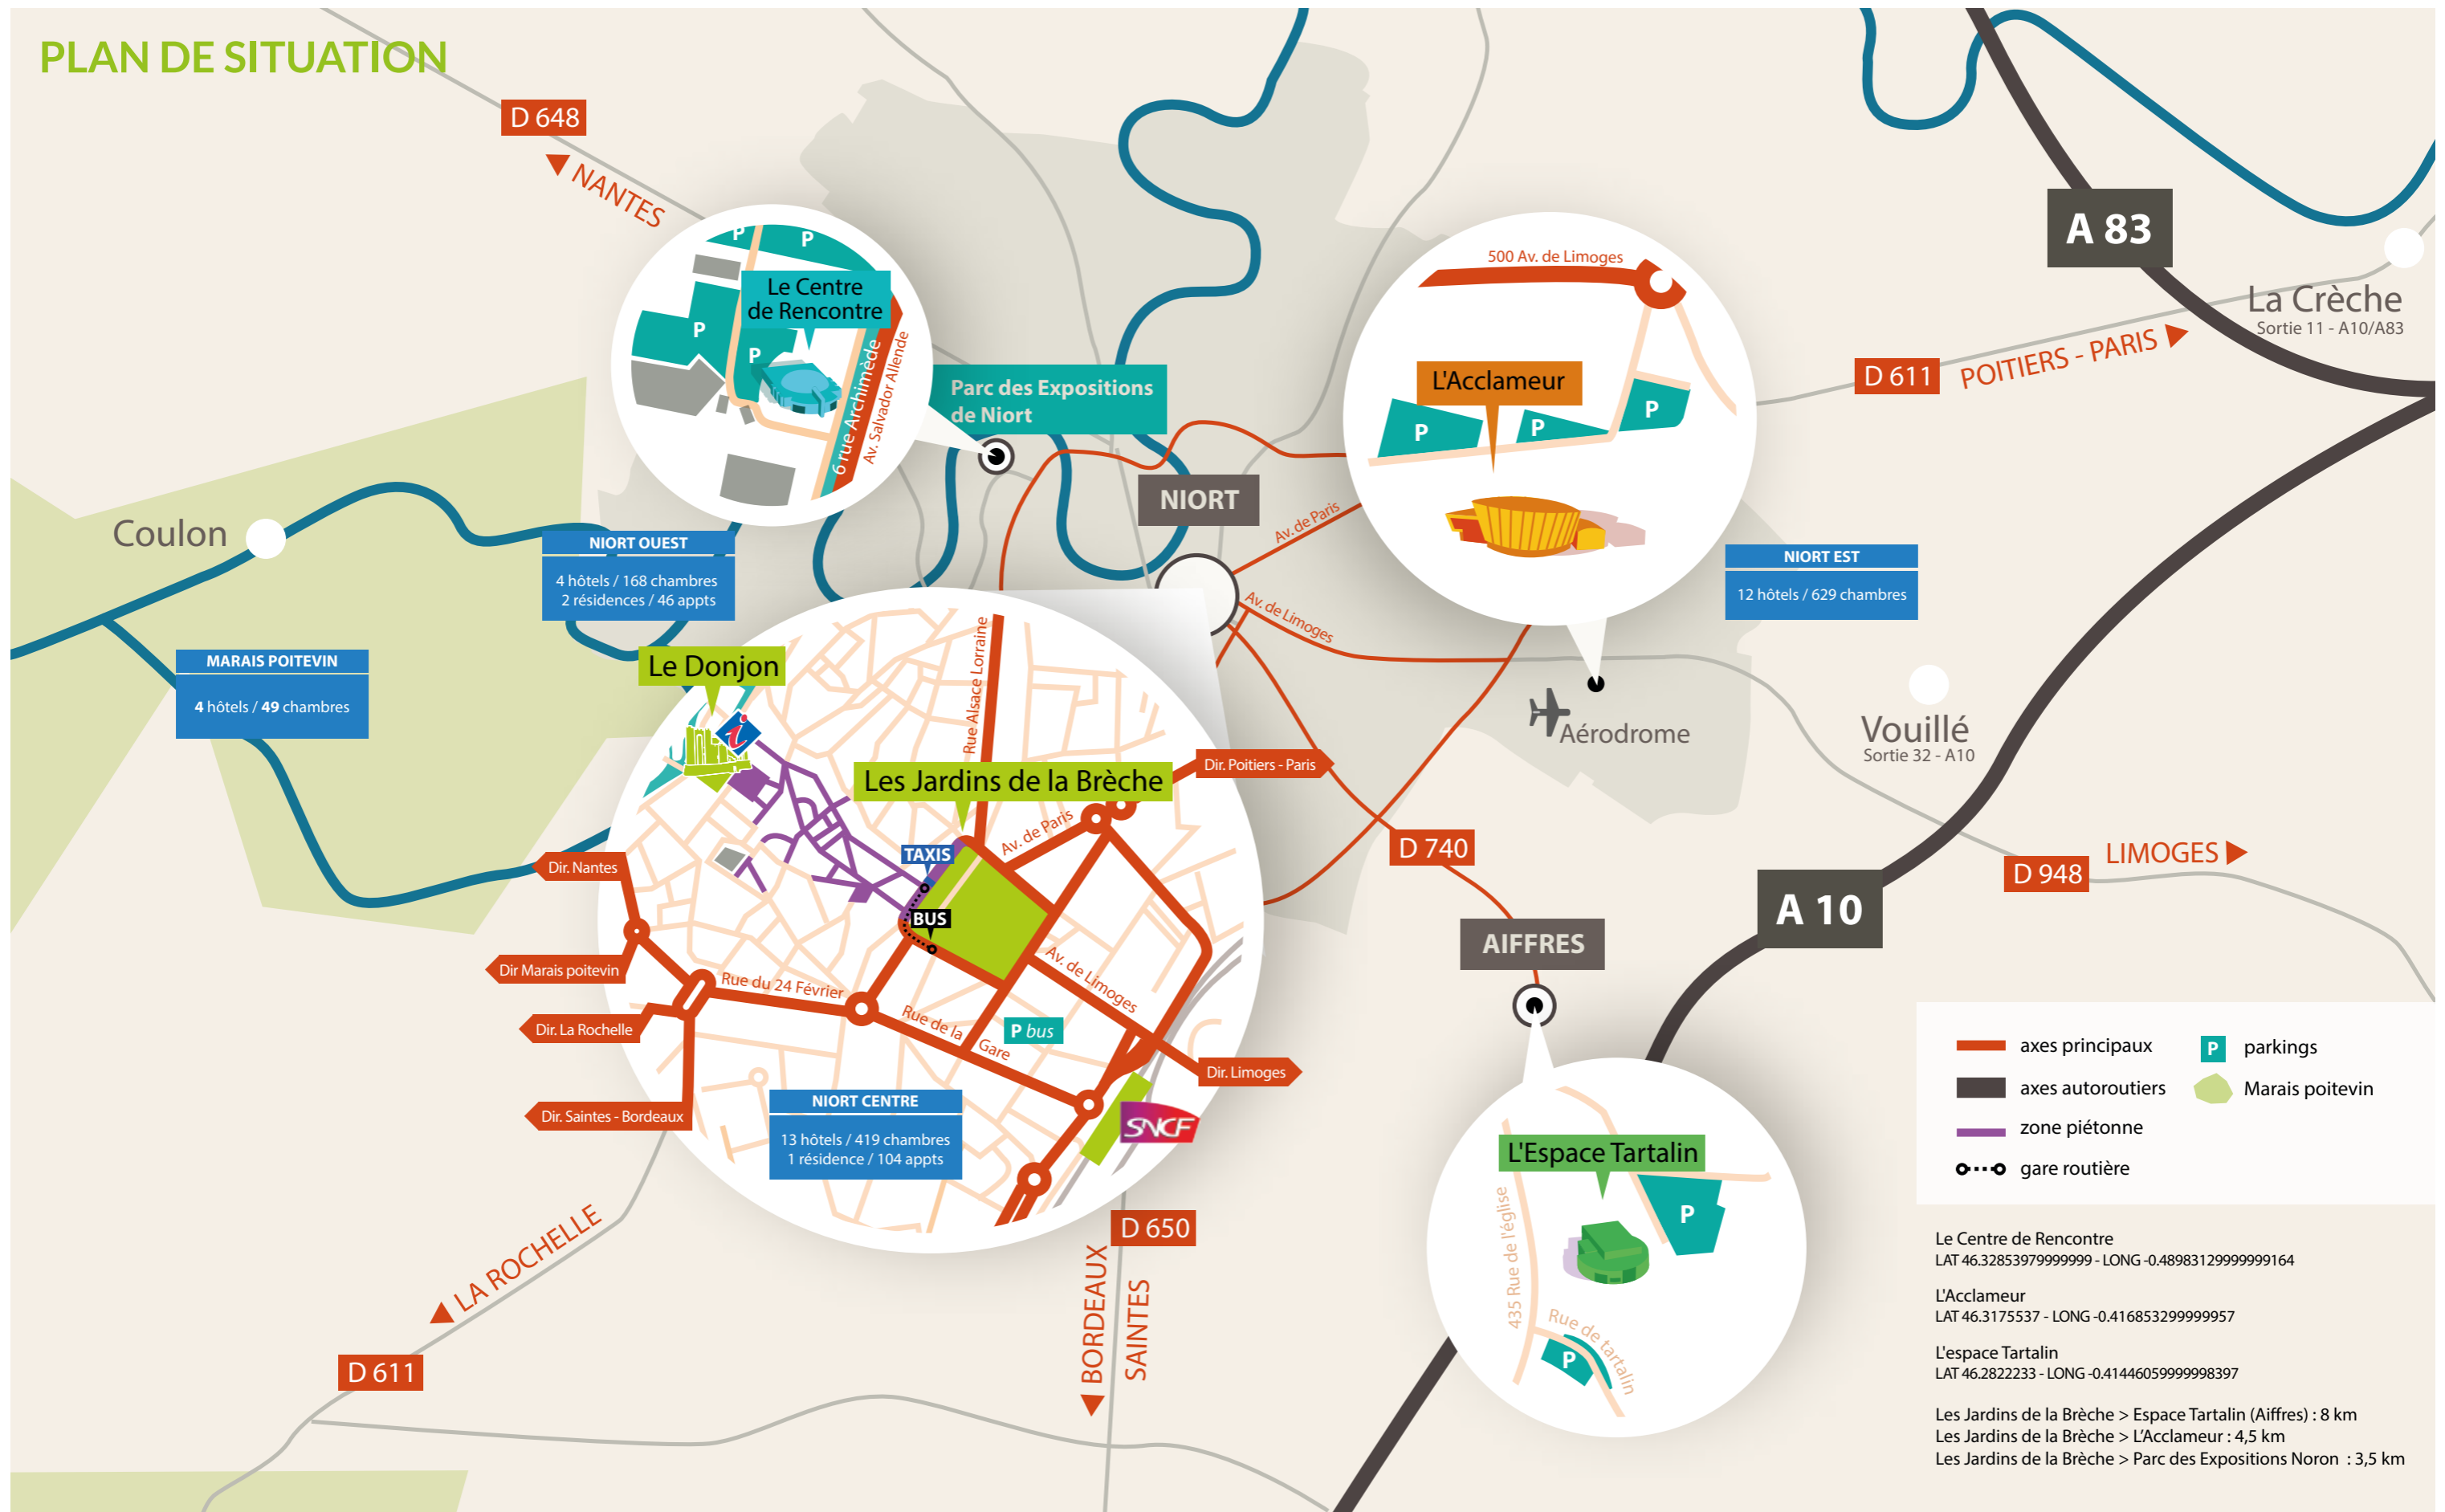 PLAN DE SITUATION
D 648
NANTES
P
P
P
P
Le Centre
de Rencontre
6 rue Archimède
Av. Salvador Allende
Parc des Expositions
de Niort
NIORT
500 Av. de Limoges
L'Acclameur
P
P
P
A 83
La Crèche
Sortie 11 - A10/A83
D 611
POITIERS - PARIS
Coulon
NIORT OUEST
4 hôtels / 168 chambres
2 résidences / 46 appts
Av. de Paris
Av. de Limoges
NIORT EST
12 hôtels / 629 chambres
MARAIS POITEVIN
4 hôtels / 49 chambres
Le Donjon
i
Rue Alsace Lorraine
Les Jardins de la Brèche
Dir. Poitiers - Paris
Aérodrome
Vouillé
Sortie 32 - A10
Av. de Paris
TAXIS
BUS
Dir. Nantes
Dir Marais poitevin
Dir. La Rochelle
Dir. Saintes - Bordeaux
Rue du 24 Février
Rue de la Gare
Av. de Limoges
P bus
Dir. Limoges
SNCF
NIORT CENTRE
13 hôtels / 419 chambres
1 résidence / 104 appts
D 740
AIFFRES
A 10
D 948
LIMOGES
L'Espace Tartalin
P
P
435 Rue de l'église
Rue de tartalin
D 650
BORDEAUX
SAINTES
LA ROCHELLE
D 611
axes principaux
axes autoroutiers
zone piétonne
gare routière
P parkings
Marais poitevin
Le Centre de Rencontre
LAT 46.32853979999999 - LONG -0.48983129999999164
L'Acclameur
LAT 46.3175537 - LONG -0.416853299999957
L'espace Tartalin
LAT 46.2822233 - LONG -0.41446059999998397
Les Jardins de la Brèche > Espace Tartalin (Aiffres) : 8 km
Les Jardins de la Brèche > L'Acclameur : 4,5 km
Les Jardins de la Brèche > Parc des Expositions Noron : 3,5 km